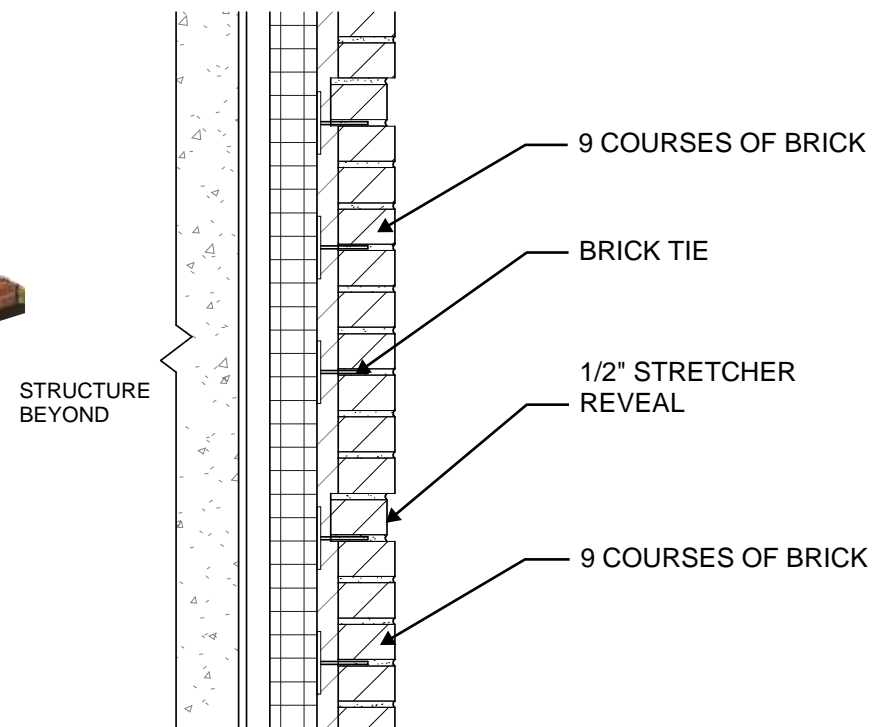 9 COURSES OF BRICK
BRICK TIE
1/2" STRETCHER
REVEAL
STRUCTURE
BEYOND
9 COURSES OF BRICK